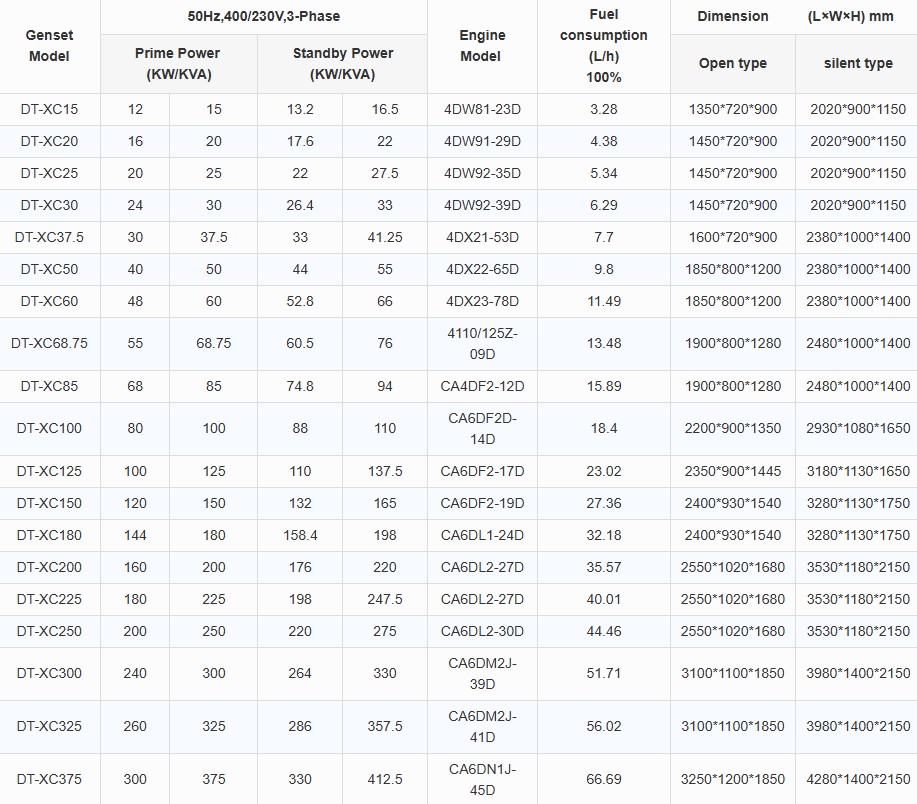 Genset Model 50Hz,400/230V,3-Phase Engine Model Fuel consumption (L/h) 100% Dimension (L×W×H) mm
Prime Power (KW/KVA) Standby Power (KW/KVA) Open type silent type
DT-XC15 12 15 13.2 16.5 4DW81-23D 3.28 1350*720*900 2020*900*1150
DT-XC20 16 20 17.6 22 4DW91-29D 4.38 1450*720*900 2020*900*1150
DT-XC25 20 25 22 27.5 4DW92-35D 5.34 1450*720*900 2020*900*1150
DT-XC30 24 30 26.4 33 4DW92-39D 6.29 1450*720*900 2020*900*1150
DT-XC37.5 30 37.5 33 41.25 4DX21-53D 7.7 1600*720*900 2380*1000*1400
DT-XC50 40 50 44 55 4DX22-65D 9.8 1850*800*1200 2380*1000*1400
DT-XC60 48 60 52.8 66 4DX23-78D 11.49 1850*800*1200 2380*1000*1400
DT-XC68.75 55 68.75 60.5 76 4110/125Z-09D 13.48 1900*800*1280 2480*1000*1400
DT-XC85 68 85 74.8 94 CA4DF2-12D 15.89 1900*800*1280 2480*1000*1400
DT-XC100 80 100 88 110 CA6DF2D-14D 18.4 2200*900*1350 2930*1080*1650
DT-XC125 100 125 110 137.5 CA6DF2-17D 23.02 2350*900*1445 3180*1130*1650
DT-XC150 120 150 132 165 CA6DF2-19D 27.36 2400*930*1540 3280*1130*1750
DT-XC180 144 180 158.4 198 CA6DL1-24D 32.18 2400*930*1540 3280*1130*1750
DT-XC200 160 200 176 220 CA6DL2-27D 35.57 2550*1020*1680 3530*1180*2150
DT-XC225 180 225 198 247.5 CA6DL2-27D 40.01 2550*1020*1680 3530*1180*2150
DT-XC250 200 250 220 275 CA6DL2-30D 44.46 2550*1020*1680 3530*1180*2150
DT-XC300 240 300 264 330 CA6DM2J-39D 51.71 3100*1100*1850 3980*1400*2150
DT-XC325 260 325 286 357.5 CA6DM2J-41D 56.02 3100*1100*1850 3980*1400*2150
DT-XC375 300 375 330 412.5 CA6DN1J-45D 66.69 3250*1200*1850 4280*1400*2150